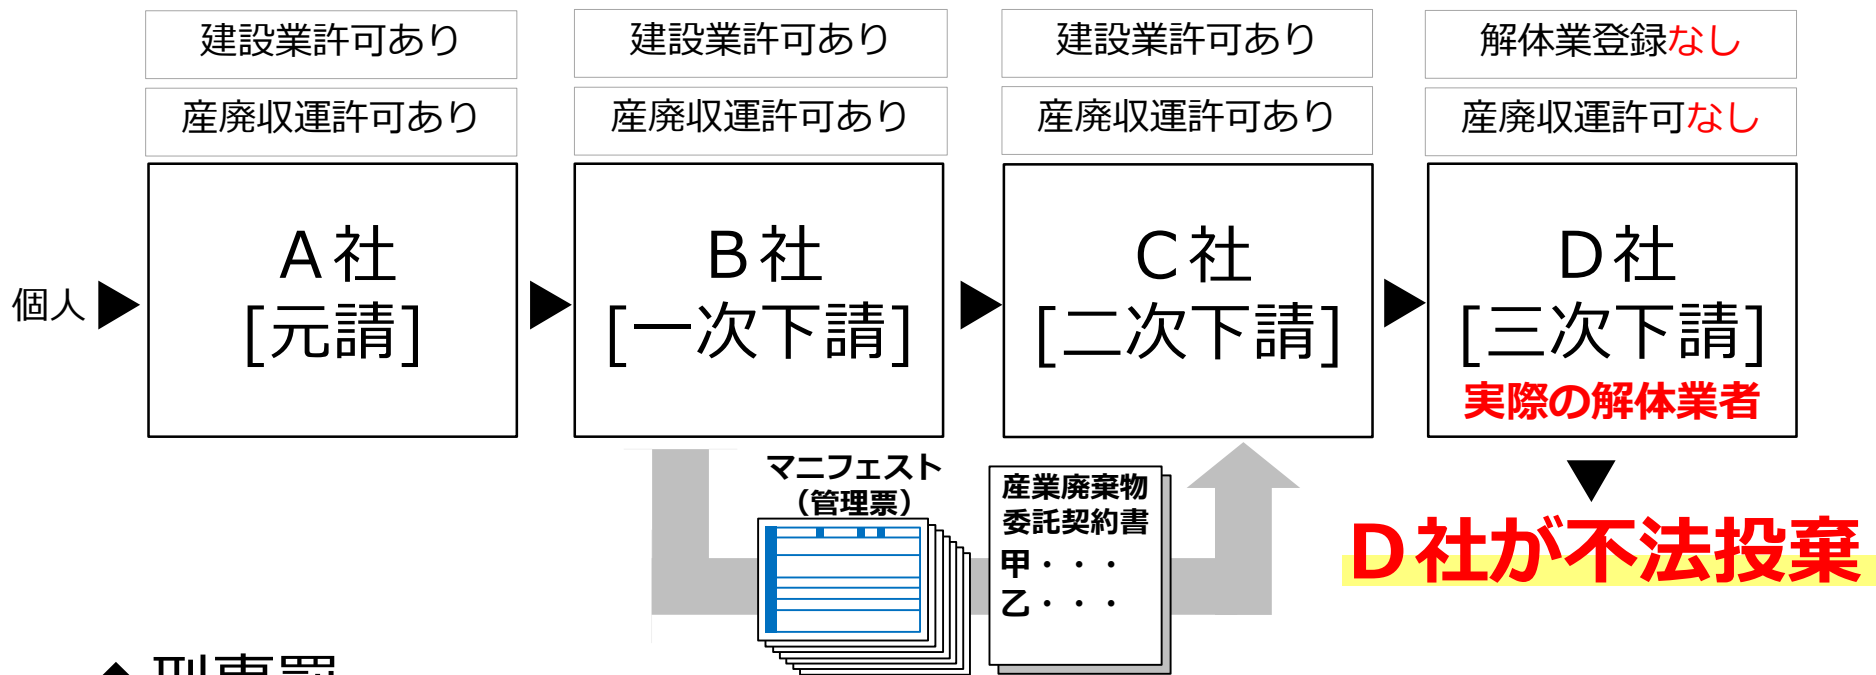 建設業許可あり
産廃収運許可あり
建設業許可あり
産廃収運許可あり
建設業許可あり
産廃収運許可あり
解体業登録なし
産廃収運許可なし
個人
A社
[元請]
B社
[一次下請]
C社
[二次下請]
D社
[三次下請]
実際の解体業者
マニフェスト
（管理票）
産業廃棄物
委託契約書
甲・・・
乙・・・
D社が不法投棄
◆刑事罰